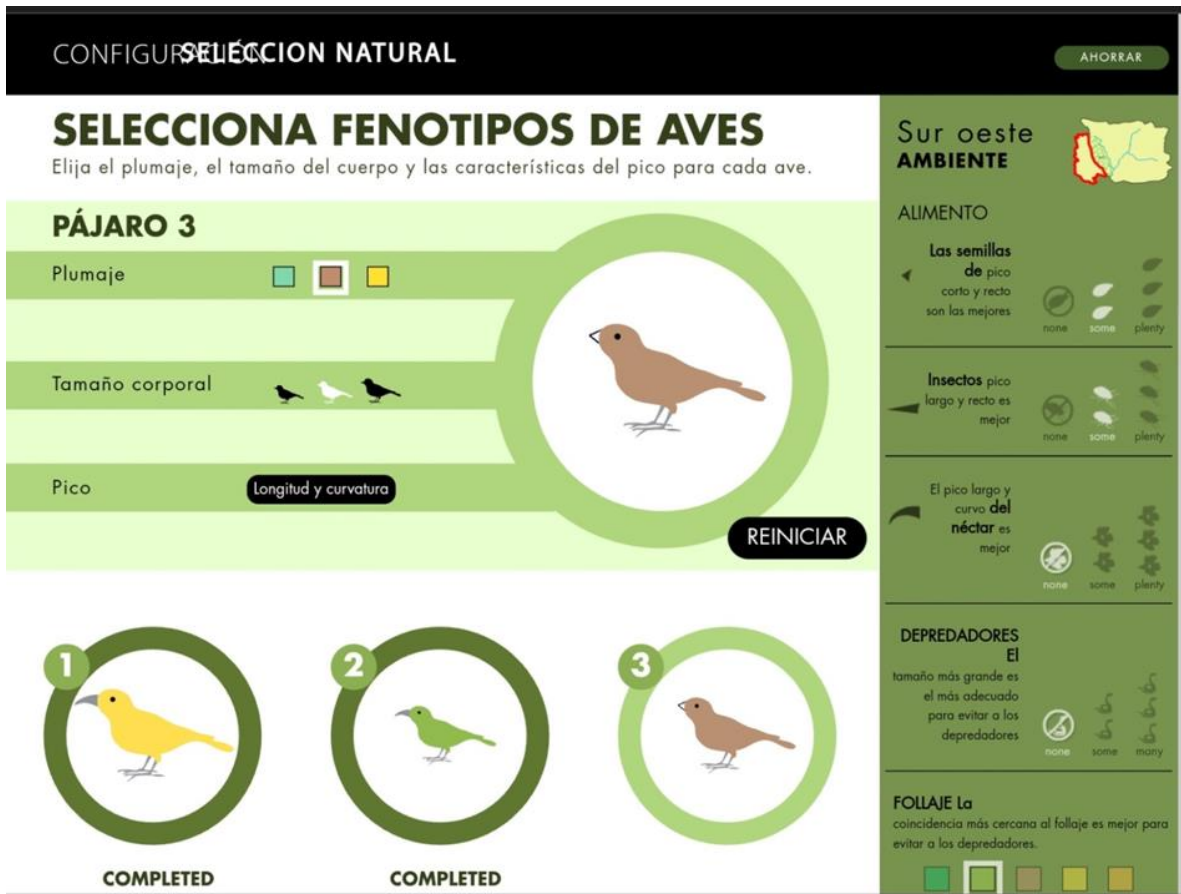 CONFIGURACIÓN
SELECCION NATURAL
AHORRAR
SELECCIONA FENOTIPOS DE AVES
Elija el plumaje, el tamaño del cuerpo y las características del pico para cada ave.
PÁJARO 3
Plumaje
Tamaño corporal
Pico
Longitud y curvatura
REINICIAR
1
2
3
COMPLETED
COMPLETED
Sur oeste
AMBIENTE
ALIMENTO
Las semillas
de pico
corto y recto
son las mejores
none some plenty
Insectos pico
largo y recto es
mejor
none some plenty
El pico largo y
curvo del
néctar es
mejor
none some plenty
DEPREDADORES
El
tamaño más grande es
el más adecuado
para evitar a los
depredadores
none some many
FOLLAJE La
coincidencia más cercana al follaje es mejor para
evitar a los depredadores.